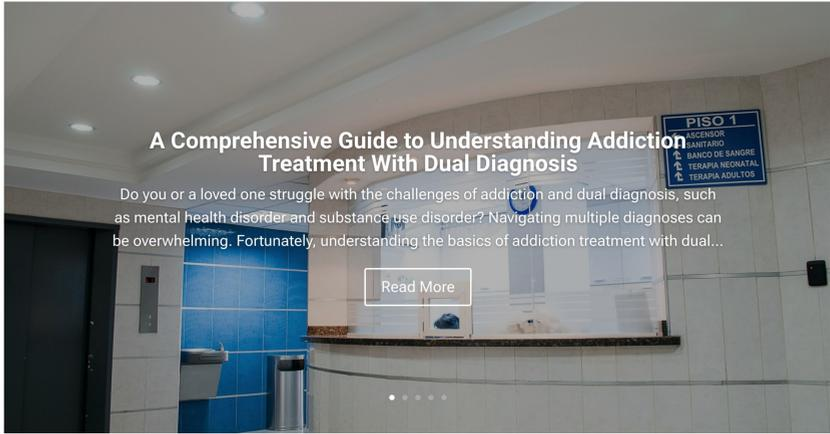 A Comprehensive Guide to Understanding Addiction
Treatment With Dual Diagnosis
Do you or a loved one struggle with the challenges of addiction and dual diagnosis, such
as mental health disorder and substance use disorder? Navigating multiple diagnoses can
be overwhelming. Fortunately, understanding the basics of addiction treatment with dual...
Read More
PISO 1
ASCENSOR
SANITARIO
BANCO DE SANGRE
TERAPIA NEONATAL
TERAPIA ADULTOS